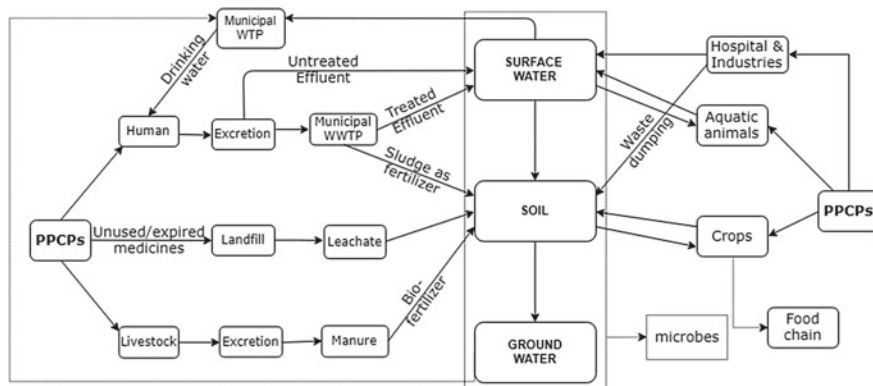 Municipal
WTP
Drinking
water
Untreated
Effluent
SURFACE
WATER
Hospital &
Industries
Human
Excretion
Municipal
WWTP
Treated
Effluent
Waste
dumping
Aquatic
animals
Sludge as
fertilizer
PPCPs
Unused/expired
medicines
Landfill
Leachate
SOIL
Crops
PPCPs
Bio-
fertilizer
Livestock
Excretion
Manure
GROUND
WATER
microbes
Food
chain